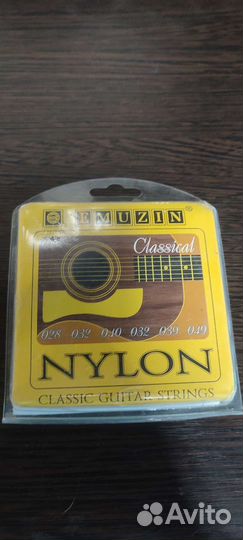 EMUZIN®
Classical
.028 .032 .040 .032 .039 .049
NYLON
CLASSIC GUITAR STRINGS
Avito